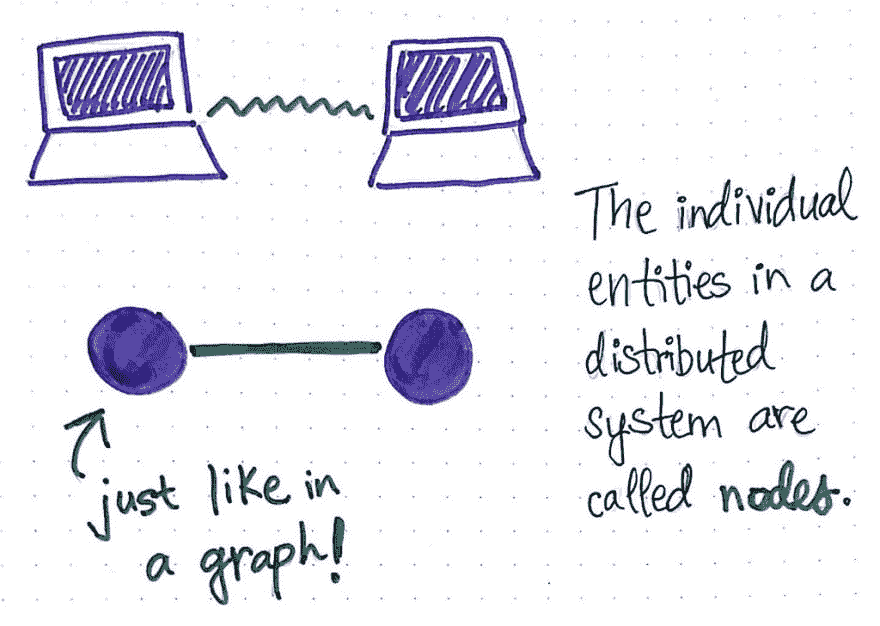 The individual
entities in a
distributed
system are
called nodes.
just like in
a graph!